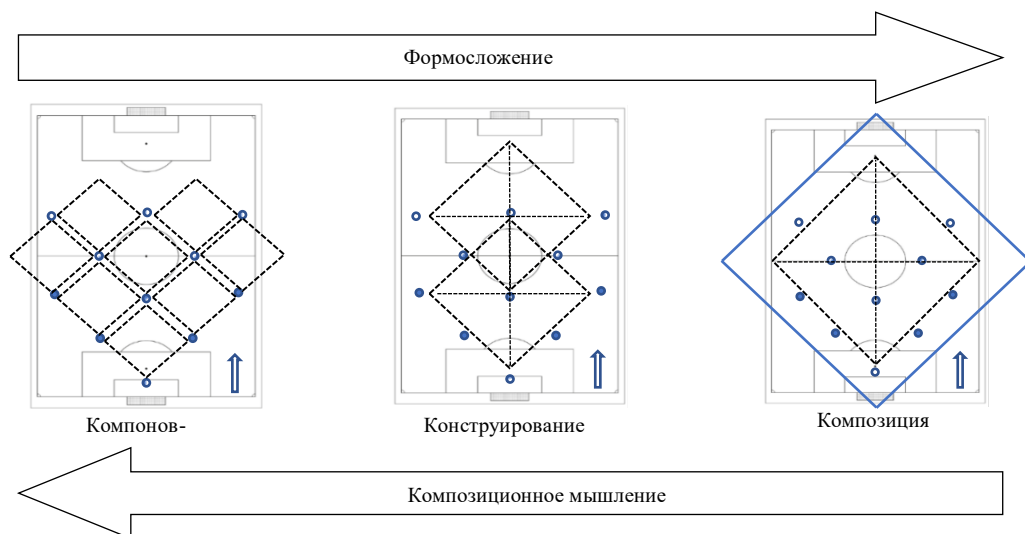 Формосложение
Компонов-
Конструирование
Композиция
Композиционное мышление